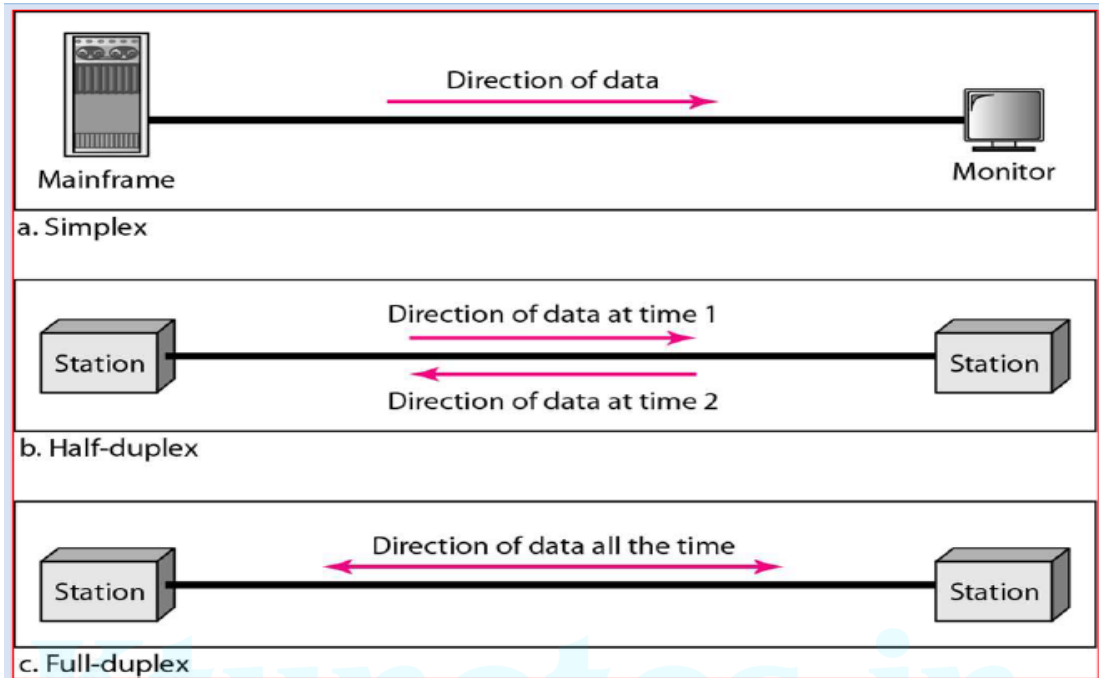 Direction of data
Mainframe
Monitor
a. Simplex
Direction of data at time 1
Station
Station
Direction of data at time 2
b. Half-duplex
Direction of data all the time
Station
Station
c. Full-duplex